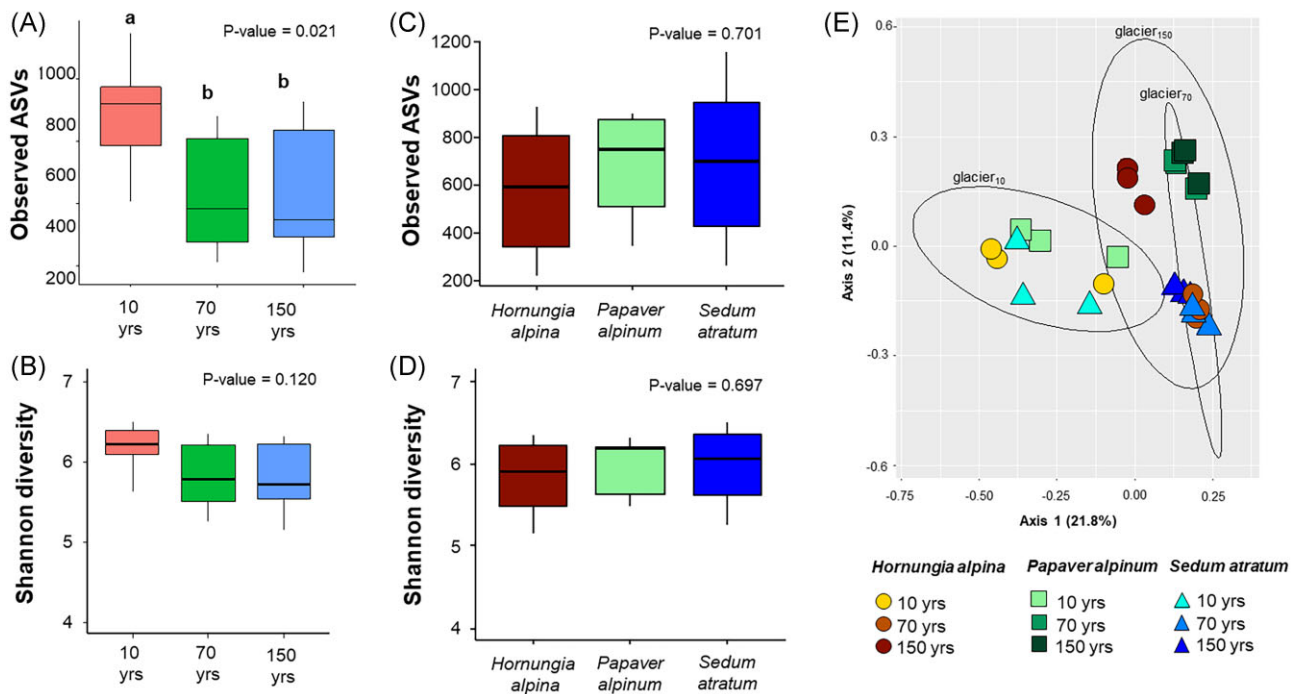 (A)
a
P-value = 0.021
b
b
Observed ASVs
1000
800
600
400
200
10 yrs
70 yrs
150 yrs
(B)
P-value = 0.120
Shannon diversity
7
6
5
4
10 yrs
70 yrs
150 yrs
(C)
P-value = 0.701
Observed ASVs
1200
1000
800
600
400
200
Hornungia alpina
Papaver alpinum
Sedum atratum
(D)
P-value = 0.697
Shannon diversity
7
6
5
4
Hornungia alpina
Papaver alpinum
Sedum atratum
(E)
0.6
0.3
0.0
-0.3
-0.6
Axis 2 (11.4%)
glacier150
glacier70
glacier10
-0.75
-0.50
-0.25
0.00
0.25
Axis 1 (21.8%)
Hornungia alpina
10 yrs
70 yrs
150 yrs
Papaver alpinum
10 yrs
70 yrs
150 yrs
Sedum atratum
10 yrs
70 yrs
150 yrs